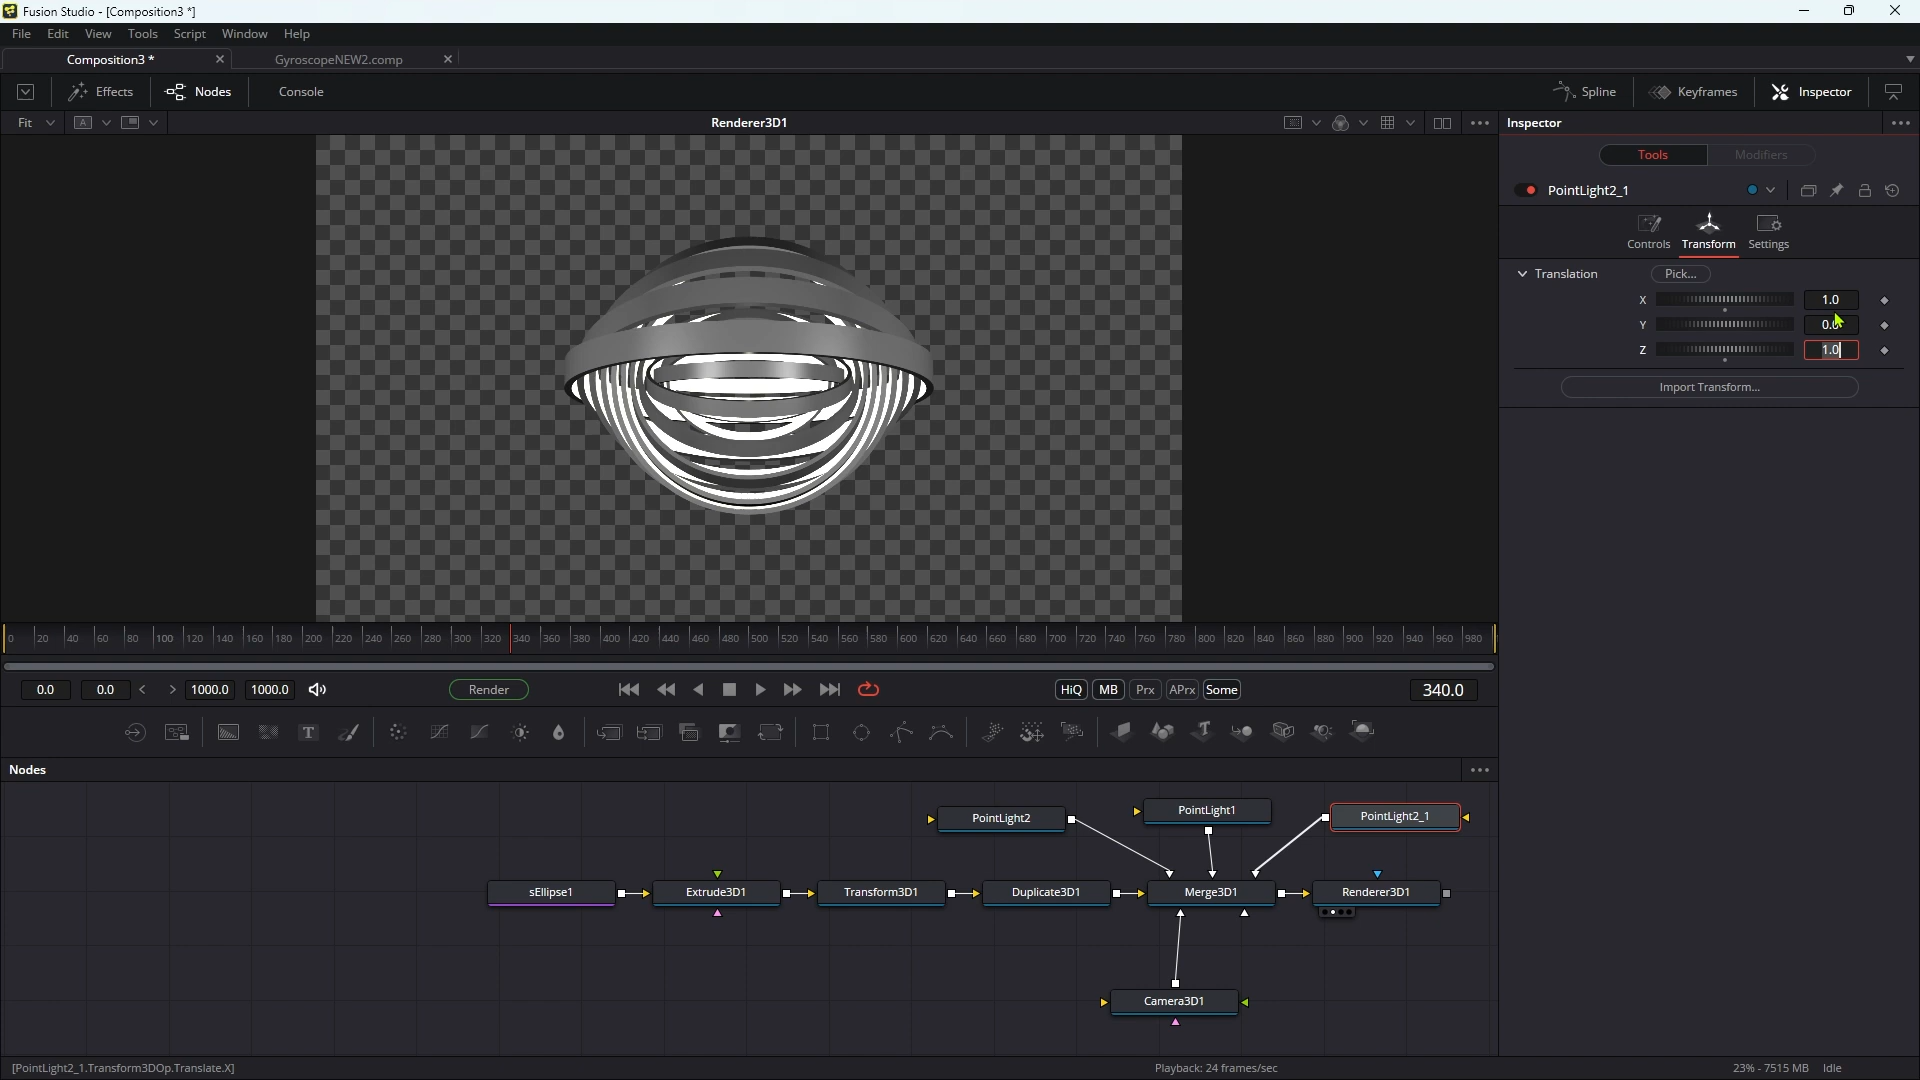 Fusion Studio - [Composition3 *]
File Edit View Tools Script Window Help
Composition3 * GyroscopeNEW2.comp
Effects Nodes Console Spline Keyframes Inspector
Fit A Renderer3D1 Inspector
Tools Modifiers
PointLight2_1
Controls Transform Settings
Translation Pick...
X 1.0
Y 0.0
Z 1.0
Import Transform...
0 20 40 60 80 100 120 140 160 180 200 220 240 260 280 300 320 340 360 380 400 420 440 460 480 500 520 540 560 580 600 620 640 660 680 700 720 740 760 780 800 820 840 860 880 900 920 940 960 980
0.0 0.0 < > 1000.0 1000.0 Render HiQ MB Prx APrx Some 340.0
T T
Nodes
PointLight2 PointLight1 PointLight2_1
sEllipse1 Extrude3D1 Transform3D1 Duplicate3D1 Merge3D1 Renderer3D1
Camera3D1
[PointLight2_1.Transform3DOp.Translate.X] Playback: 24 frames/sec 23% - 7515 MB Idle